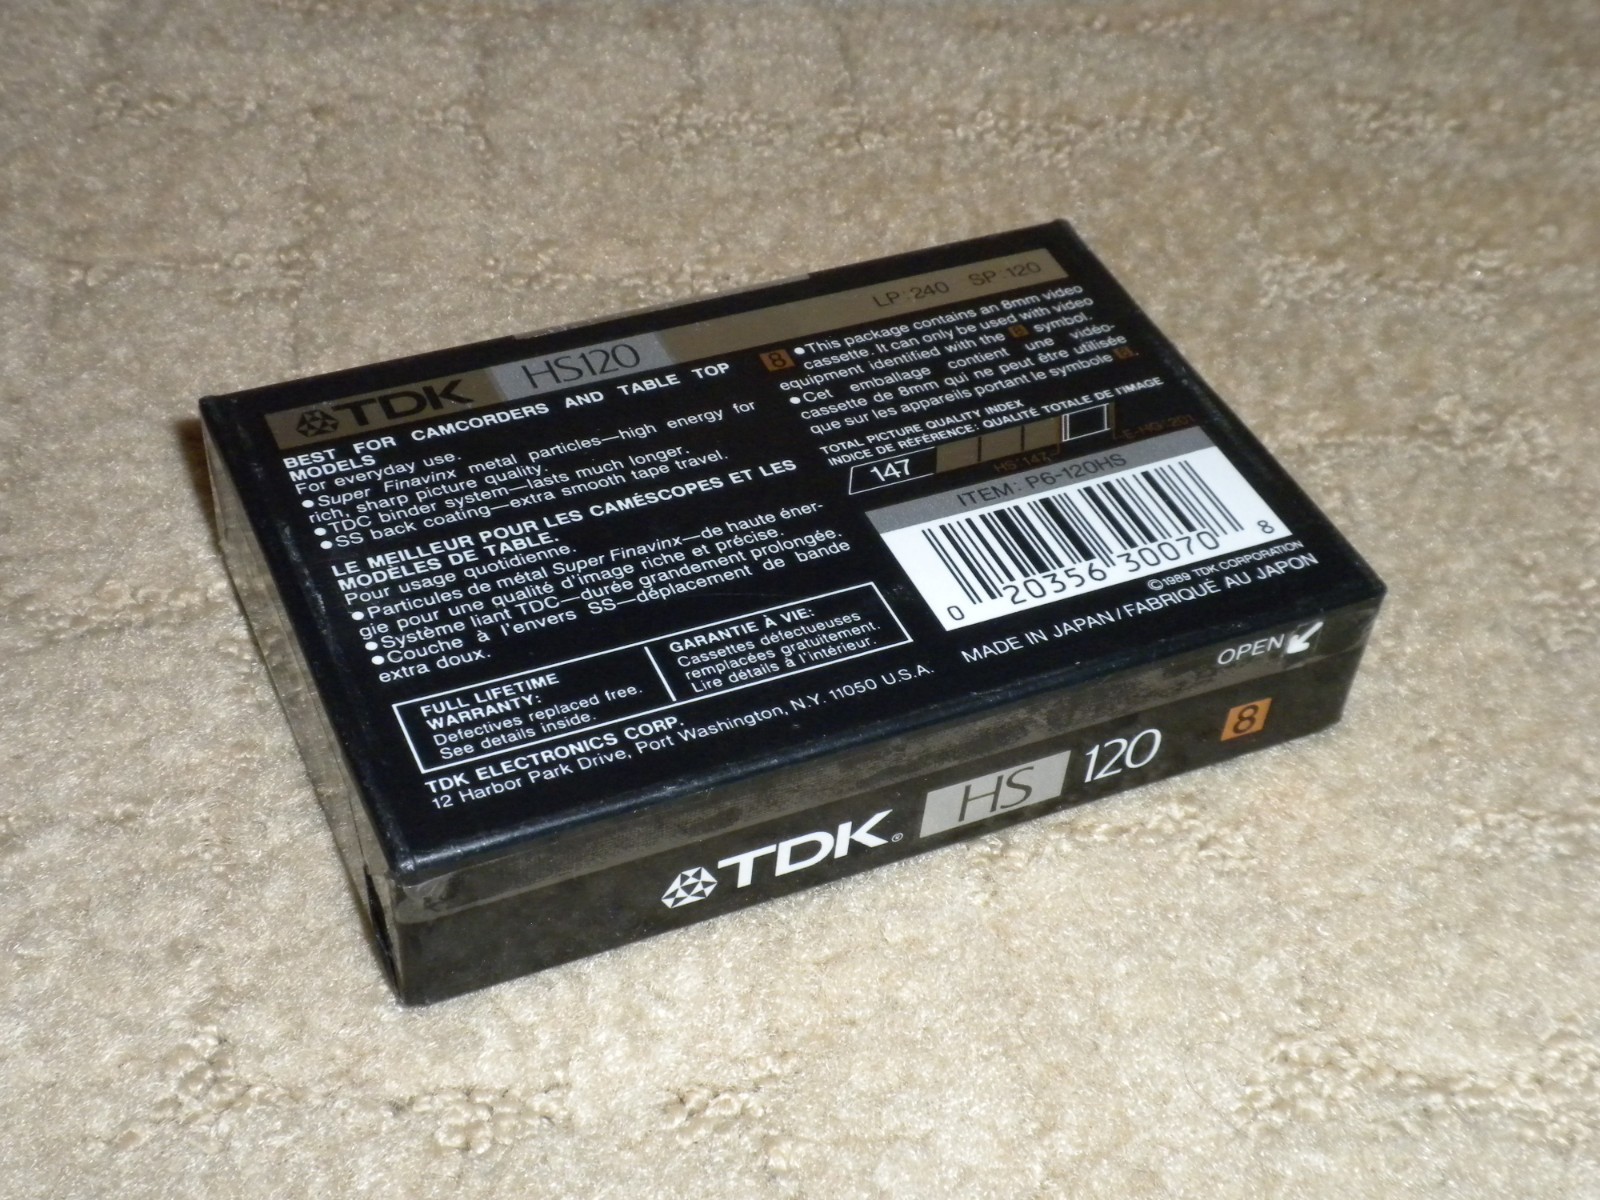 TDK HS120 LP:240 SP:120
BEST FOR CAMCORDERS AND TABLE TOP
MODELS
For everyday use.
●Super Finavinx metal particles—high energy for
rich, sharp picture quality.
●TDC binder system—lasts much longer.
●SS back coating—extra smooth tape travel.
LE MEILLEUR POUR LES CAMÉSCOPES ET LES
MODÈLES DE TABLE.
Pour usage quotidienne.
●Particules de métal Super Finavinx—de haute éner-
gie pour une qualité d'image riche et précise.
●Système liant TDC—durée grandement prolongée.
●Couche à l'envers SS—déplacement de bande
extra doux.
FULL LIFETIME
WARRANTY:
Defectives replaced free.
See details inside.
GARANTIE À VIE:
Cassettes défectueuses
remplacées gratuitement.
Lire détails à l'intérieur.
TDK ELECTRONICS CORP.
12 Harbor Park Drive, Port Washington, N.Y. 11050 U.S.A.
8 ●This package contains an 8mm video
cassette. It can only be used with video
equipment identified with the 8 symbol.
●Cet emballage contient une vidéo-
cassette de 8mm qui ne peut être utilisée
que sur les appareils portant le symbole 8.
TOTAL PICTURE QUALITY INDEX
INDICE DE RÉFÉRENCE: QUALITÉ TOTALE DE l'IMAGE
147
HS:147
E-HG:201
ITEM: P6-120HS
0 20356 30070 8
©1989 TDK CORPORATION
MADE IN JAPAN/FABRIQUÉ AU JAPON
OPEN
TDK® HS 120 8